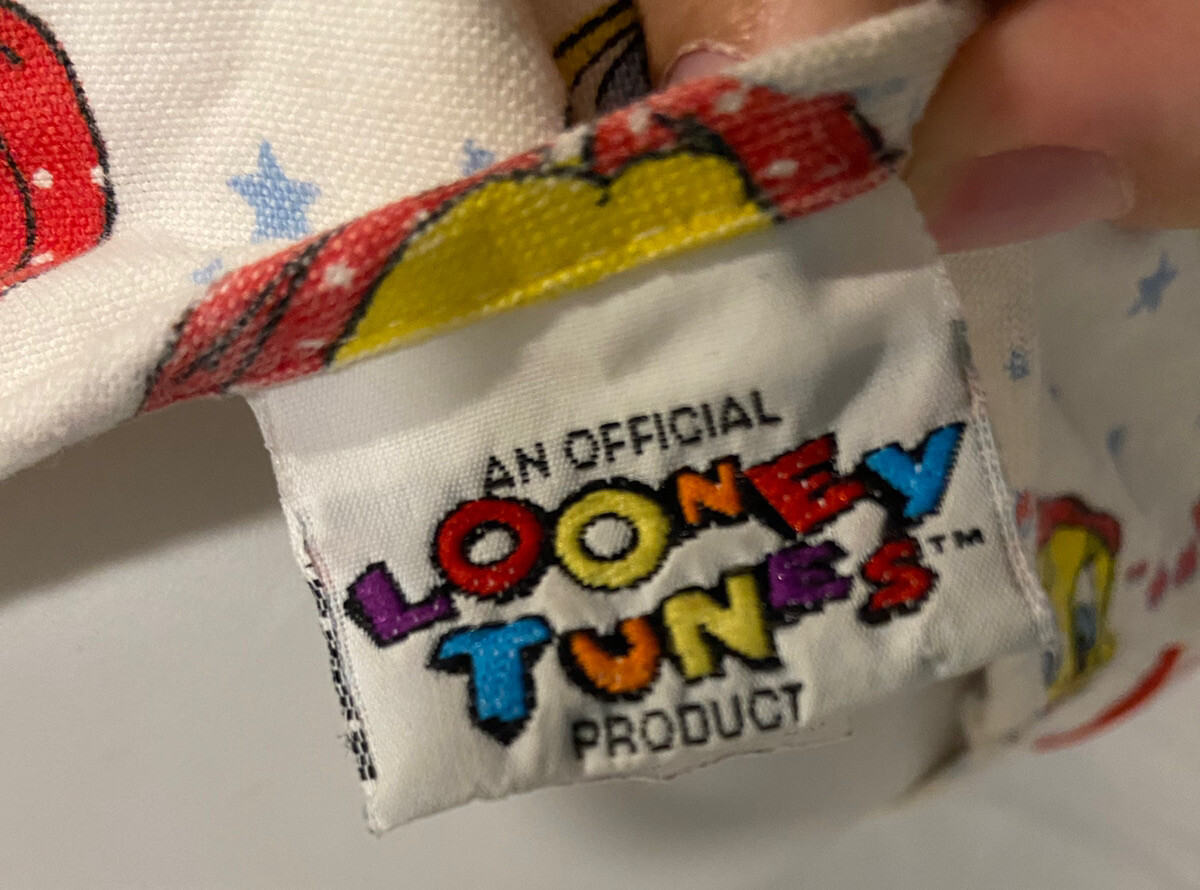 AN OFFICIAL
LOONEY
TUNES™
PRODUCT